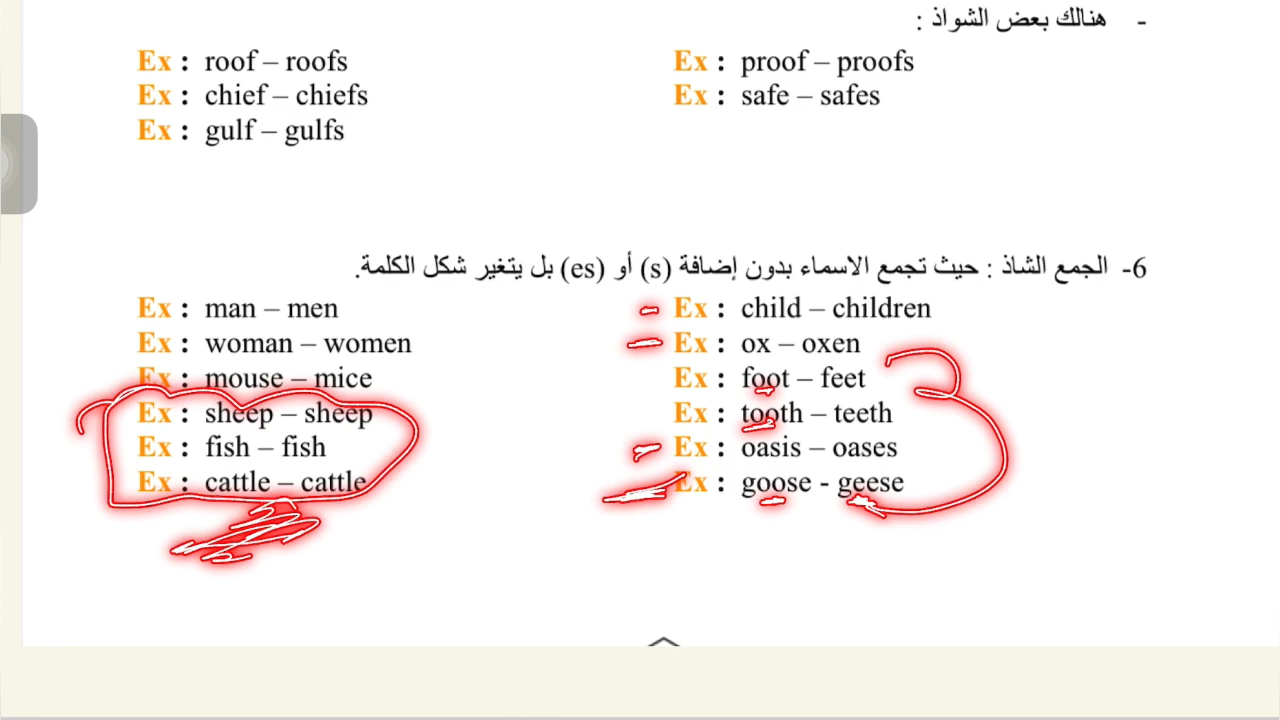 - هنالك بعض الشواذ :
Ex : roof – roofs
Ex : proof – proofs
Ex : chief – chiefs
Ex : safe – safes
Ex : gulf – gulfs
6- الجمع الشاذ : حيث تجمع الاسماء بدون إضافة (s) أو (es) بل يتغير شكل الكلمة.
Ex : man – men
Ex : child – children
Ex : woman – women
Ex : ox – oxen
Ex : mouse – mice
Ex : foot – feet
Ex : sheep – sheep
Ex : tooth – teeth
Ex : fish – fish
Ex : oasis – oases
Ex : cattle – cattle
Ex : goose - geese